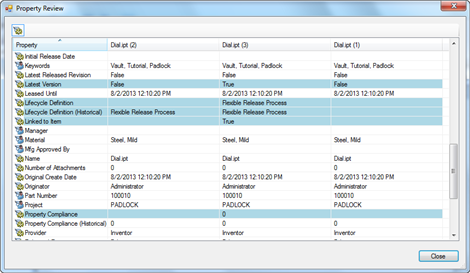 Property Review
Property Dial.ipt (2) Dial.ipt (3) Dial.ipt (1)
Initial Release Date
Keywords Vault, Tutorial, Padlock Vault, Tutorial, Padlock Vault, Tutorial, Padlock
Latest Released Revision False False False
Latest Version False True False
Leased Until 8/2/2013 12:10:20 PM 8/2/2013 12:10:20 PM 8/2/2013 12:10:20 PM
Lifecycle Definition Flexible Release Process
Lifecycle Definition (Historical) Flexible Release Process Flexible Release Process
Linked to Item True
Manager
Material Steel, Mild Steel, Mild Steel, Mild
Mfg Approved By
Name Dial.ipt Dial.ipt Dial.ipt
Number of Attachments 0 0 0
Original Create Date 8/2/2013 12:10:20 PM 8/2/2013 12:10:20 PM 8/2/2013 12:10:20 PM
Originator Administrator Administrator Administrator
Part Number 100010 100010 100010
Project PADLOCK PADLOCK PADLOCK
Property Compliance 0
Property Compliance (Historical) 0 0 0
Provider Inventor Inventor Inventor
Close